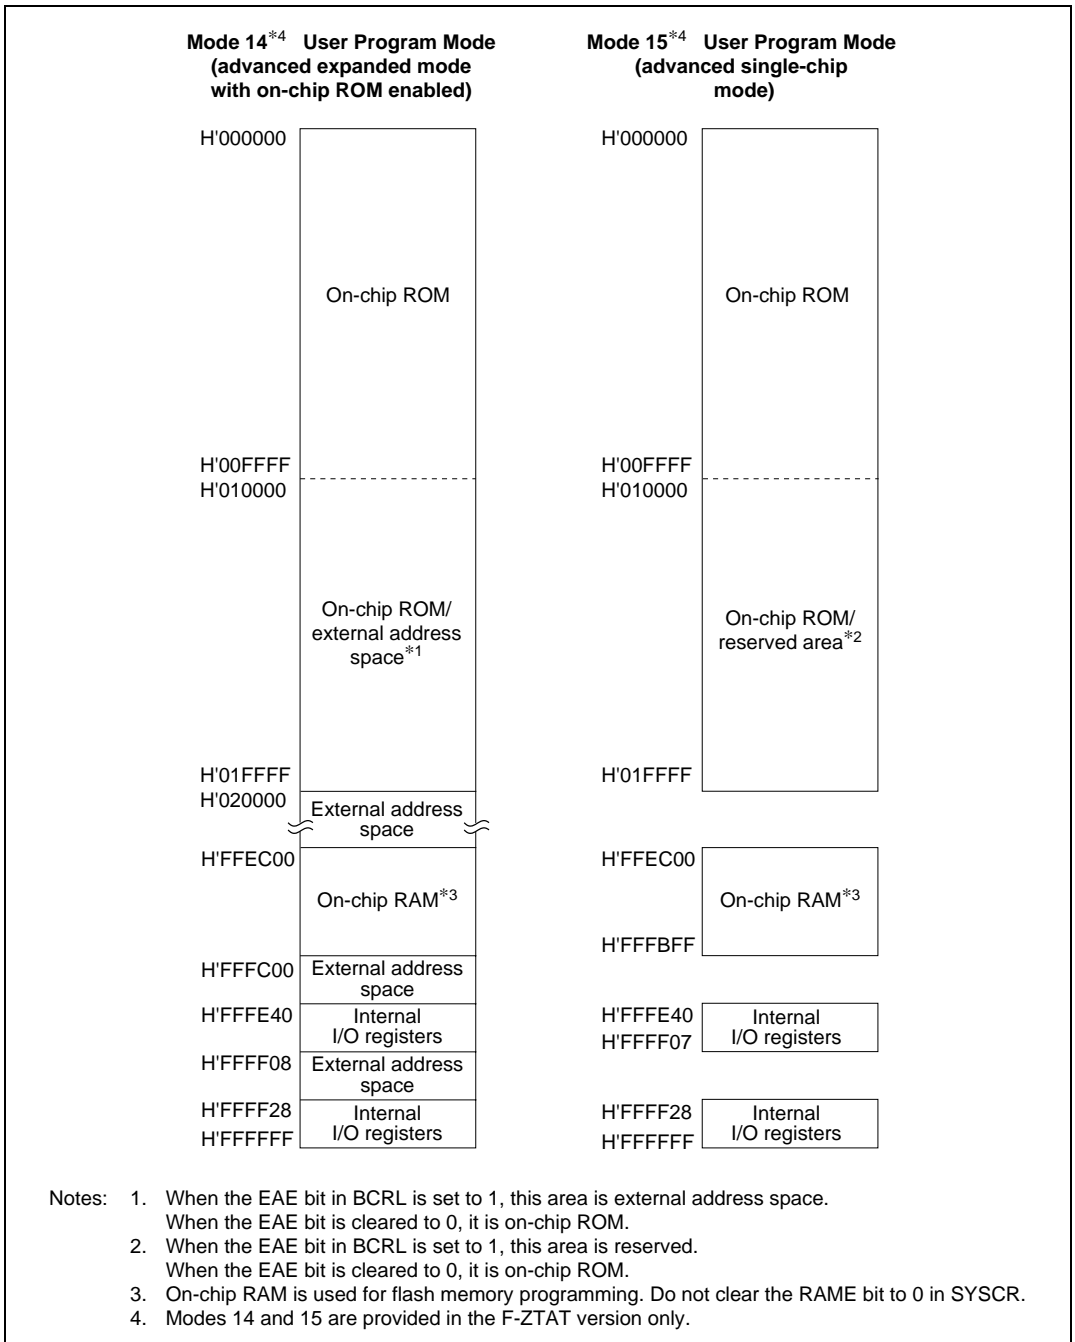 Mode 14*4 User Program Mode
(advanced expanded mode
with on-chip ROM enabled)
H'000000
On-chip ROM
H'00FFFF
H'010000
On-chip ROM/
external address
space*1
H'01FFFF
H'020000
External address
space
H'FFEC00
On-chip RAM*3
H'FFFC00
External address
space
H'FFFE40
Internal
I/O registers
H'FFFF08
External address
space
H'FFFF28
Internal
I/O registers
H'FFFFFF
Mode 15*4 User Program Mode
(advanced single-chip
mode)
H'000000
On-chip ROM
H'00FFFF
H'010000
On-chip ROM/
reserved area*2
H'01FFFF
H'FFEC00
On-chip RAM*3
H'FFFBFF
H'FFFE40
Internal
I/O registers
H'FFFF07
H'FFFF28
Internal
I/O registers
H'FFFFFF
Notes: 1. When the EAE bit in BCRL is set to 1, this area is external address space.
When the EAE bit is cleared to 0, it is on-chip ROM.
2. When the EAE bit in BCRL is set to 1, this area is reserved.
When the EAE bit is cleared to 0, it is on-chip ROM.
3. On-chip RAM is used for flash memory programming. Do not clear the RAME bit to 0 in SYSCR.
4. Modes 14 and 15 are provided in the F-ZTAT version only.